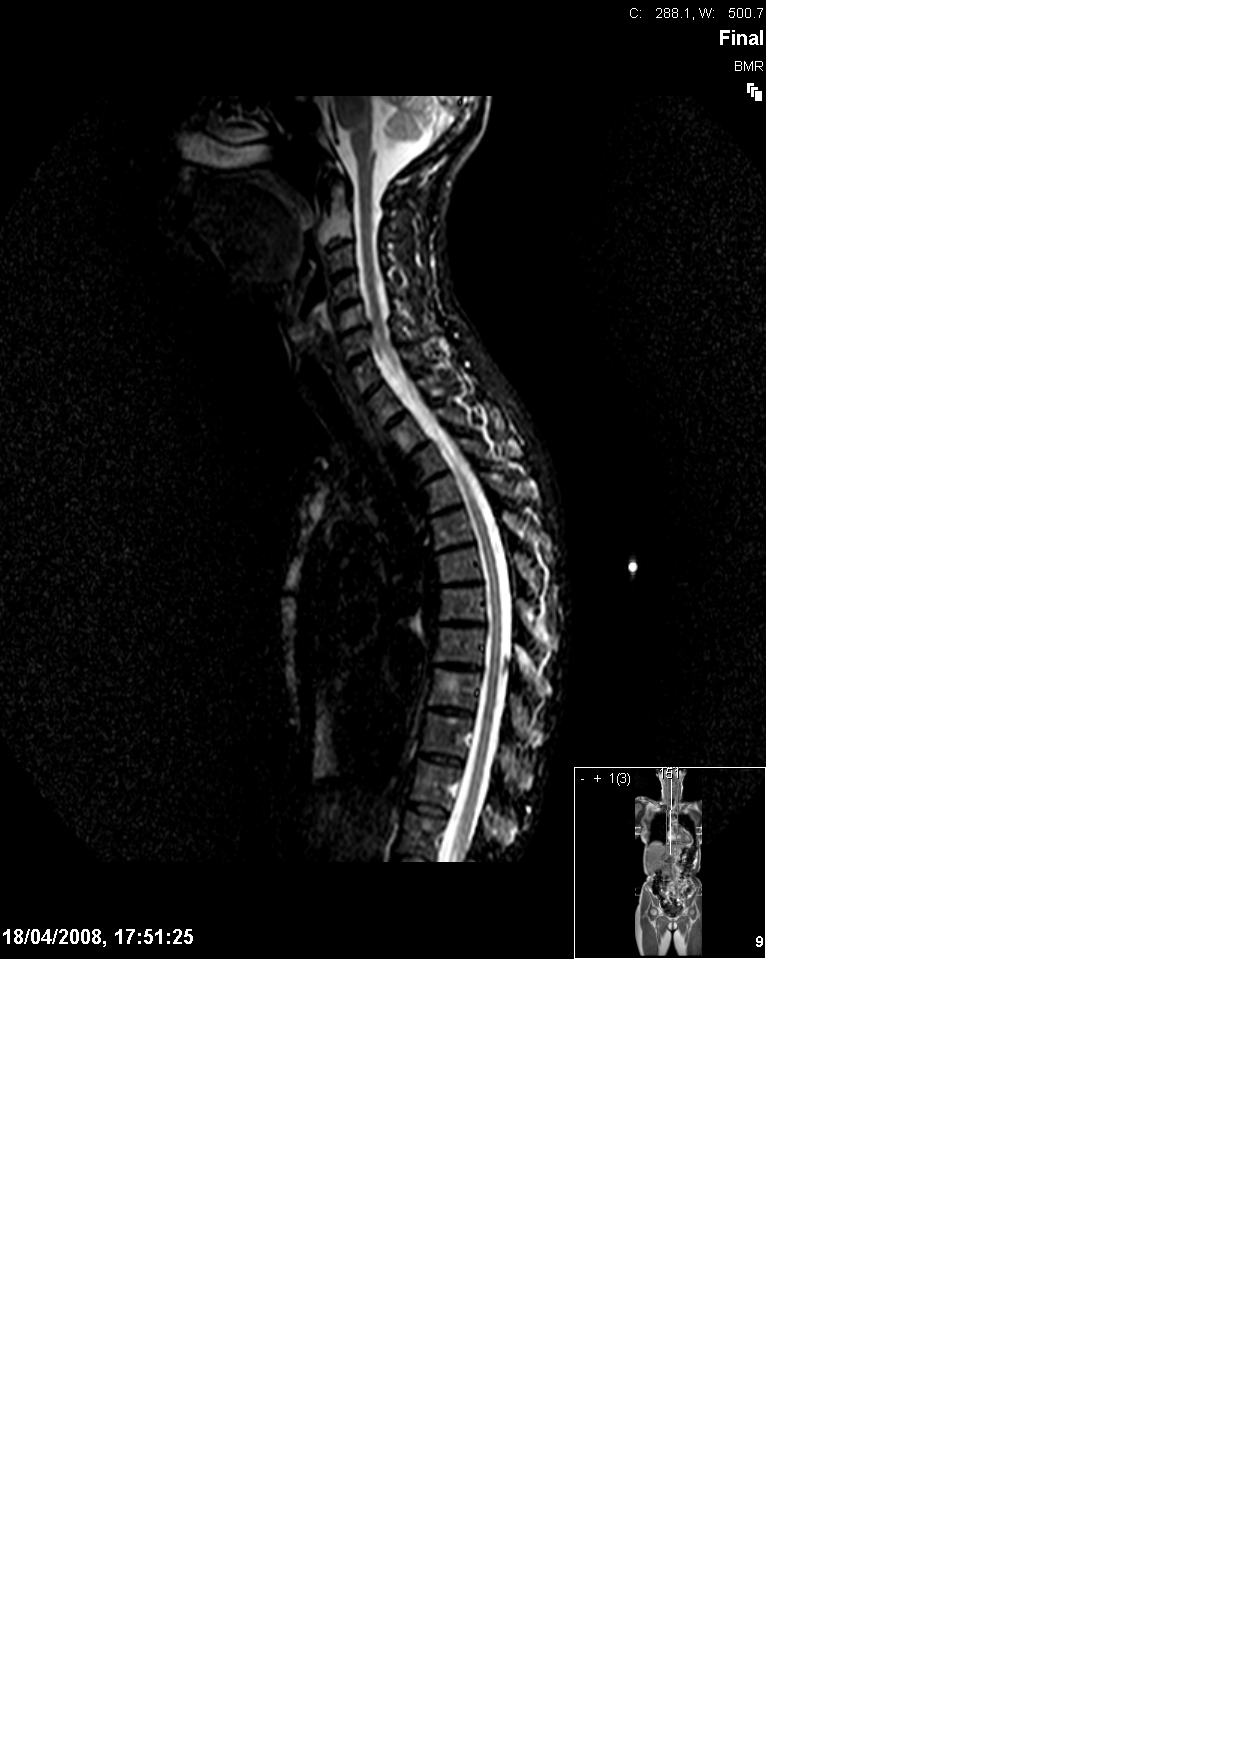 C: 288.1, W: 500.7
Final
BMR
- + 1(3)
161
18/04/2008, 17:51:25
9